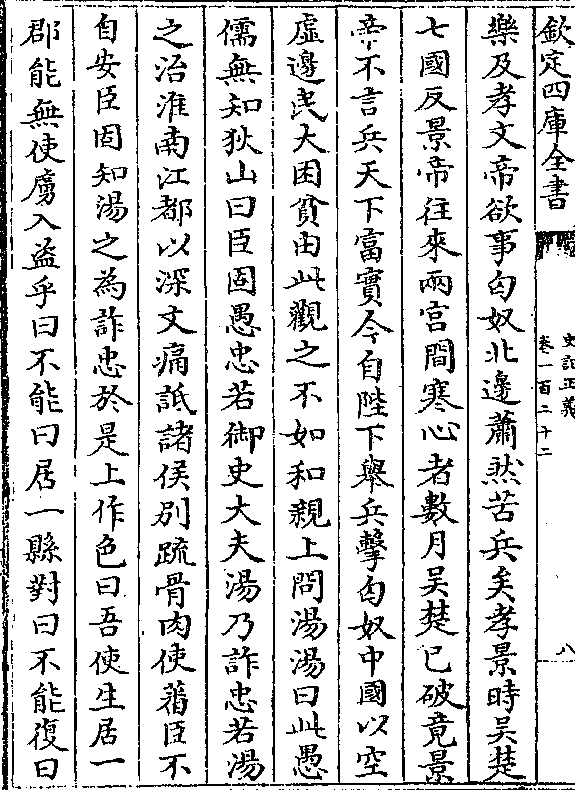 欽定四庫全書
史記正義
卷一百二十二
八
樂及孝文帝欲事匈奴北邊蕭然苦兵矣孝景時吳楚
七國反景帝往來兩宮間寒心者數月吳楚已破竟景
帝不言兵天下富實今自陛下舉兵擊匈奴中國以空
虛邊民大困貧由此觀之不如和親上問湯湯曰此愚
儒無知狄山曰臣固愚忠若御史大夫湯乃詐忠若湯
之治淮南江都以深文痛詆諸侯別疏骨肉使藩臣不
自安臣固知湯之為詐忠於是上作色曰吾使生居一
郡能無使虜入盜乎曰不能曰居一縣對曰不能復曰